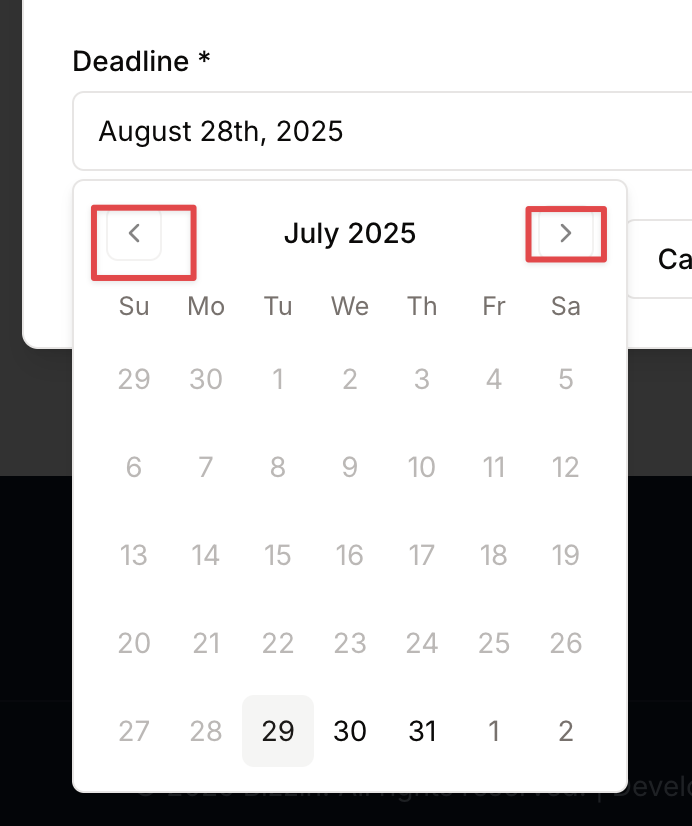 Deadline *
August 28th, 2025
July 2025
Ca
Su Mo Tu We Th Fr Sa
29 30 1 2 3 4 5
6 7 8 9 10 11 12
13 14 15 16 17 18 19
20 21 22 23 24 25 26
27 28 29 30 31 1 2